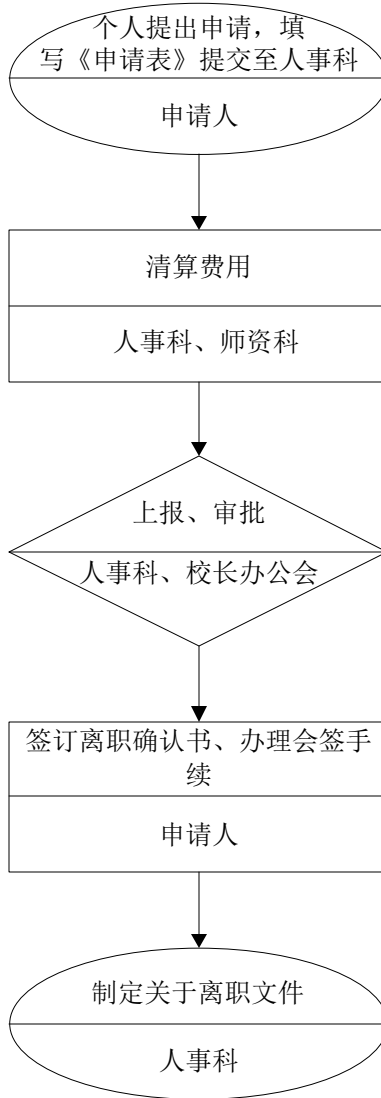 个人提出申请，填
写《申请表》提交至人事科
申请人
清算费用
人事科、师资科
上报、审批
人事科、校长办公会
签订离职确认书、办理会签手
续
申请人
制定关于离职文件
人事科